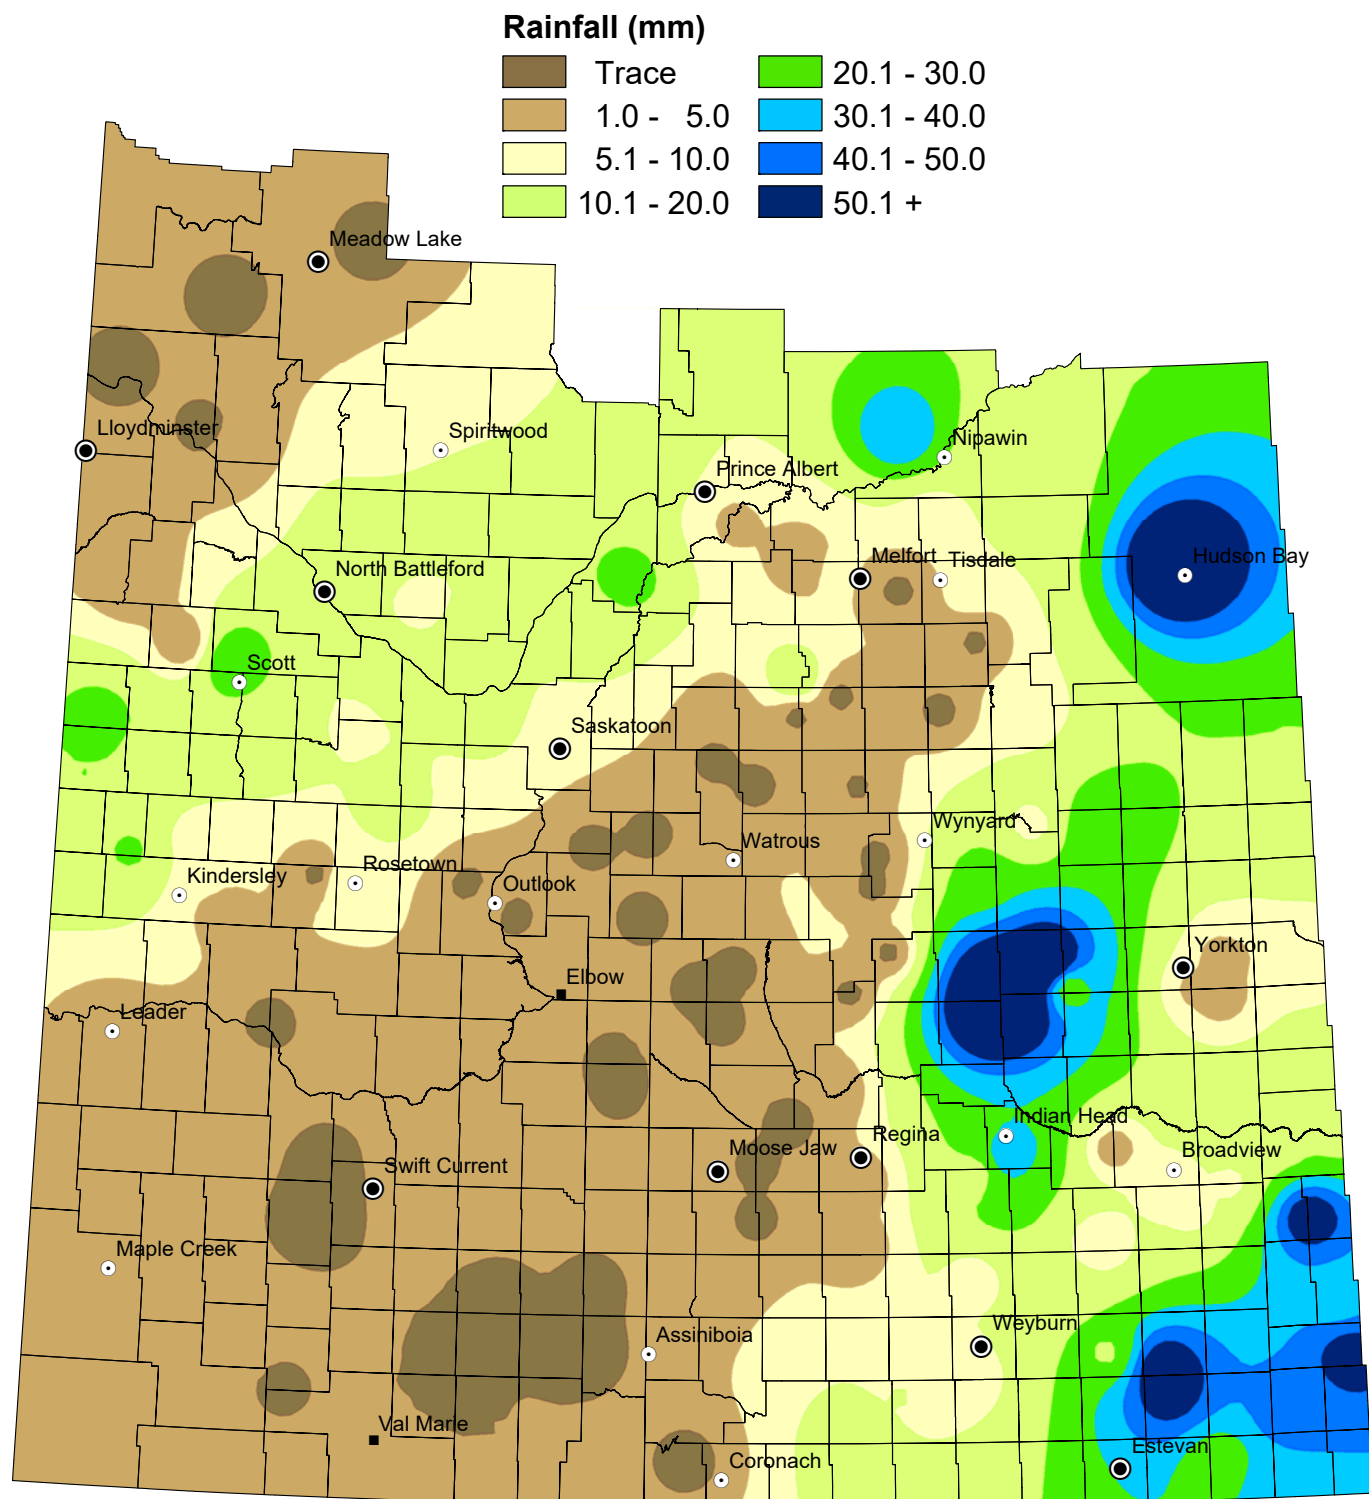 Rainfall (mm)
Trace 20.1 - 30.0
1.0 - 5.0 30.1 - 40.0
5.1 - 10.0 40.1 - 50.0
10.1 - 20.0 50.1 +
Meadow Lake
Lloydminster
Spiritwood
Nipawin
Prince Albert
Hudson Bay
Melfort
Tisdale
North Battleford
Scott
Saskatoon
Wynyard
Watrous
Rosetown
Kindersley
Outlook
Yorkton
Elbow
Leader
Indian Head
Regina
Moose Jaw
Broadview
Swift Current
Maple Creek
Weyburn
Assiniboia
Val Marie
Estevan
Coronach